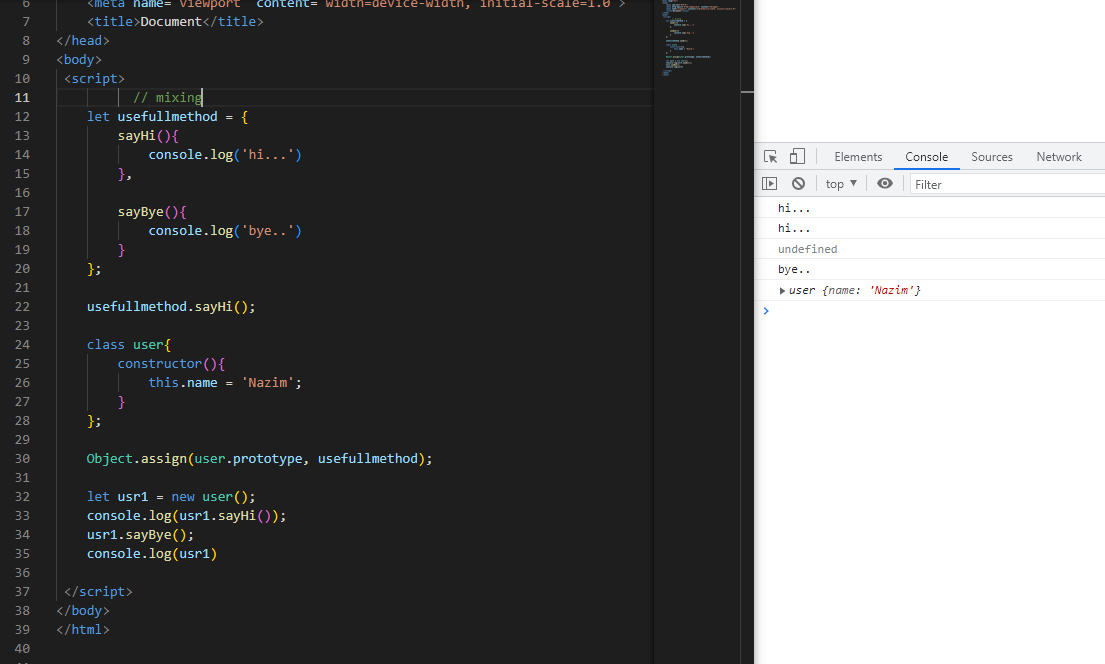 6 <meta name="viewport" content="width=device-width, initial-scale=1.0">
7 <title>Document</title>
8 </head>
9 <body>
10 <script>
11 // mixing
12 let usefullmethod = {
13 sayHi(){
14 console.log('hi...')
15 },
16
17 sayBye(){
18 console.log('bye..')
19 }
20 };
21
22 usefullmethod.sayHi();
23
24 class user{
25 constructor(){
26 this.name = 'Nazim';
27 }
28 };
29
30 Object.assign(user.prototype, usefullmethod);
31
32 let usr1 = new user();
33 console.log(usr1.sayHi());
34 usr1.sayBye();
35 console.log(usr1)
36
37 </script>
38 </body>
39 </html>
40
Elements Console Sources Network
top ▼ Filter
hi...
hi...
undefined
bye..
▶ user {name: 'Nazim'}
>